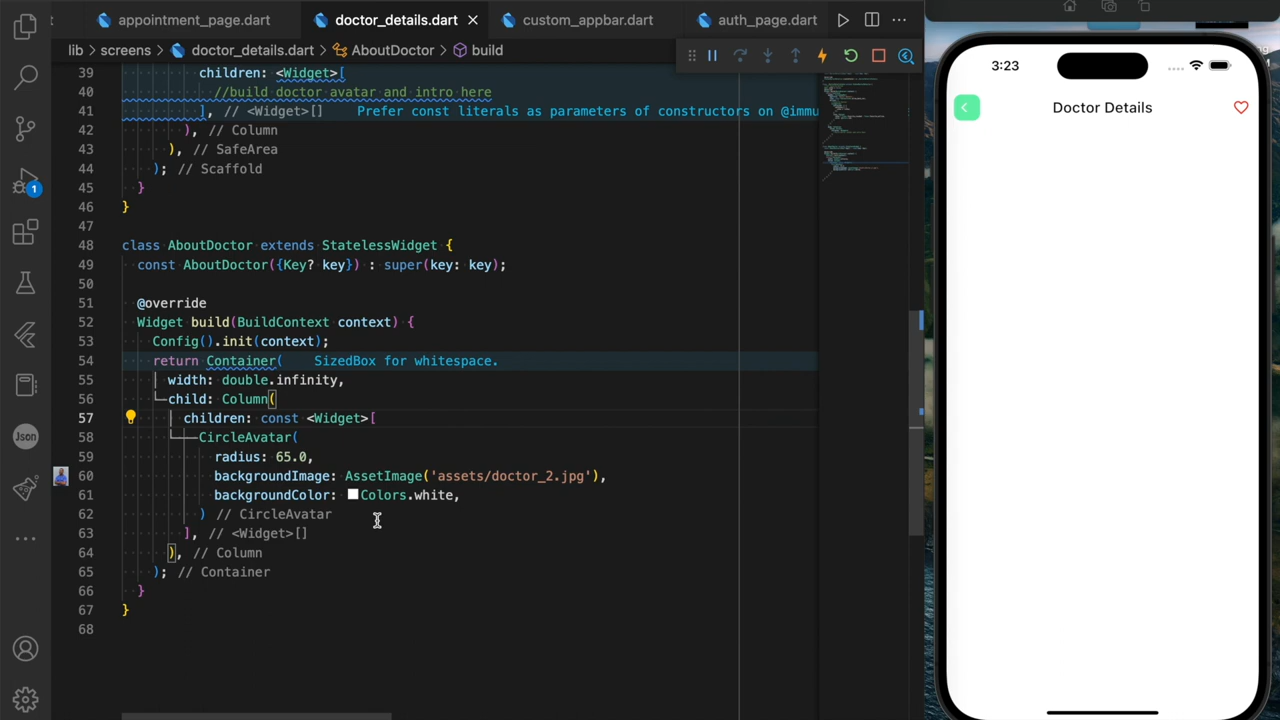 appointment_page.dart
doctor_details.dart
custom_appbar.dart
auth_page.dart
lib > screens > doctor_details.dart > AboutDoctor > build
39 children: <Widget>[
40 //build doctor avatar and intro here
41 ], // <Widget>[] Prefer const literals as parameters of constructors on @immu
42 ), // Column
43 ), // SafeArea
44 ); // Scaffold
45 }
46 }
47
48 class AboutDoctor extends StatelessWidget {
49 const AboutDoctor({Key? key}) : super(key: key);
50
51 @override
52 Widget build(BuildContext context) {
53 Config().init(context);
54 return Container( SizedBox for whitespace.
55 width: double.infinity,
56 child: Column(
57 children: const <Widget>[
58 CircleAvatar(
59 radius: 65.0,
60 backgroundImage: AssetImage('assets/doctor_2.jpg'),
61 backgroundColor: Colors.white,
62 ) // CircleAvatar
63 ], // <Widget>[]
64 ), // Column
65 ); // Container
66 }
67 }
68
1
Json
3:23
Doctor Details